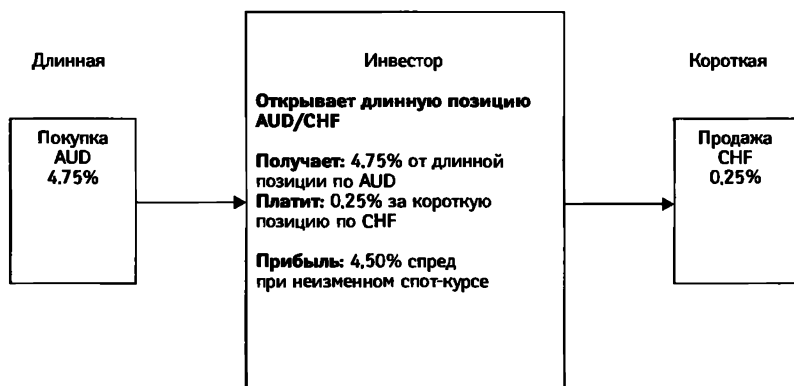 Длинная
Инвестор
Короткая
Покупка
AUD
4.75%
Открывает длинную позицию
AUD/CHF
Получает: 4.75% от длинной
позиции по AUD
Платит: 0,25% за короткую
позицию по CHF
Прибыль: 4,50% спред
при неизменном спот-курсе
Продажа
CHF
0,25%